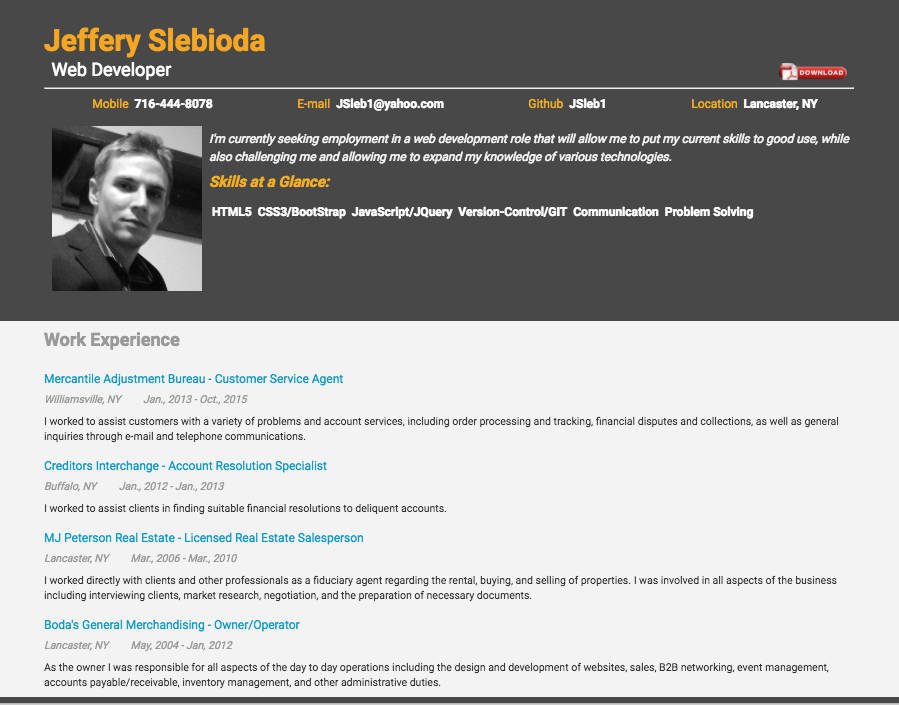 Jeffery Slebioda
Web Developer
DOWNLOAD
Mobile 716-444-8078 E-mail JSleb1@yahoo.com Github JSleb1 Location Lancaster, NY
I'm currently seeking employment in a web development role that will allow me to put my current skills to good use, while
also challenging me and allowing me to expand my knowledge of various technologies.
Skills at a Glance:
HTML5 CSS3/BootStrap JavaScript/JQuery Version-Control/GIT Communication Problem Solving
Work Experience
Mercantile Adjustment Bureau - Customer Service Agent
Williamsville, NY Jan., 2013 - Oct., 2015
I worked to assist customers with a variety of problems and account services, including order processing and tracking, financial disputes and collections, as well as general
inquiries through e-mail and telephone communications.
Creditors Interchange - Account Resolution Specialist
Buffalo, NY Jan., 2012 - Jan., 2013
I worked to assist clients in finding suitable financial resolutions to deliquent accounts.
MJ Peterson Real Estate - Licensed Real Estate Salesperson
Lancaster, NY Mar., 2006 - Mar., 2010
I worked directly with clients and other professionals as a fiduciary agent regarding the rental, buying, and selling of properties. I was involved in all aspects of the business
including interviewing clients, market research, negotiation, and the preparation of necessary documents.
Boda's General Merchandising - Owner/Operator
Lancaster, NY May, 2004 - Jan, 2012
As the owner I was responsible for all aspects of the day to day operations including the design and development of websites, sales, B2B networking, event management,
accounts payable/receivable, inventory management, and other administrative duties.